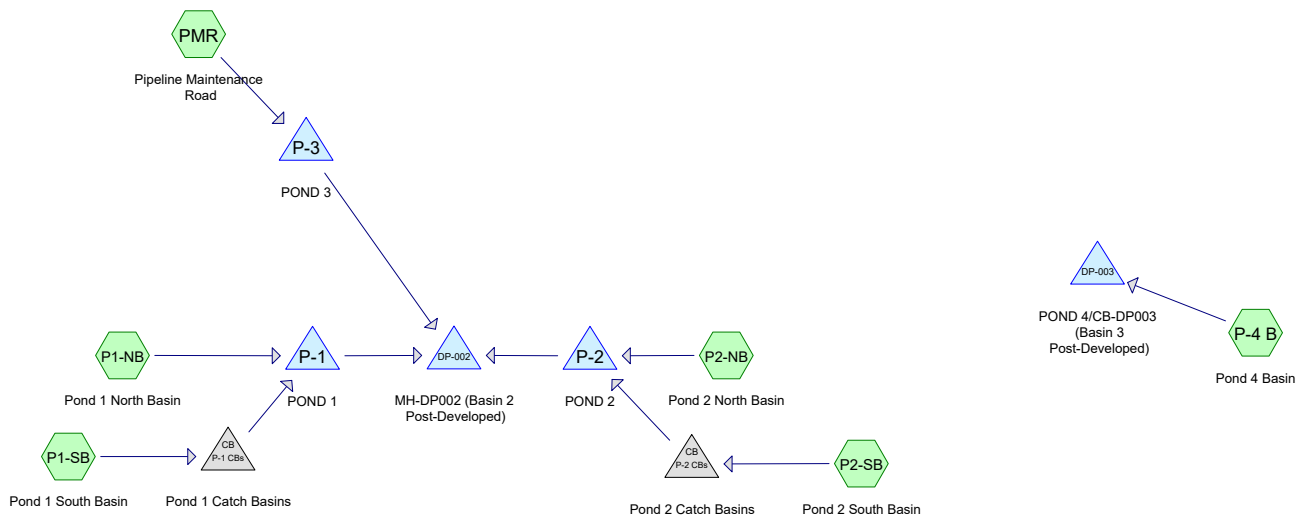 PMR
Pipeline Maintenance
Road
P-3
POND 3
DP-003
POND 4/CB-DP003
(Basin 3
Post-Developed)
P-4 B
Pond 4 Basin
P1-NB
Pond 1 North Basin
P-1
POND 1
DP-002
MH-DP002 (Basin 2
Post-Developed)
P-2
POND 2
P2-NB
Pond 2 North Basin
P1-SB
Pond 1 South Basin
CB
P-1 CBs
Pond 1 Catch Basins
CB
P-2 CBs
Pond 2 Catch Basins
P2-SB
Pond 2 South Basin